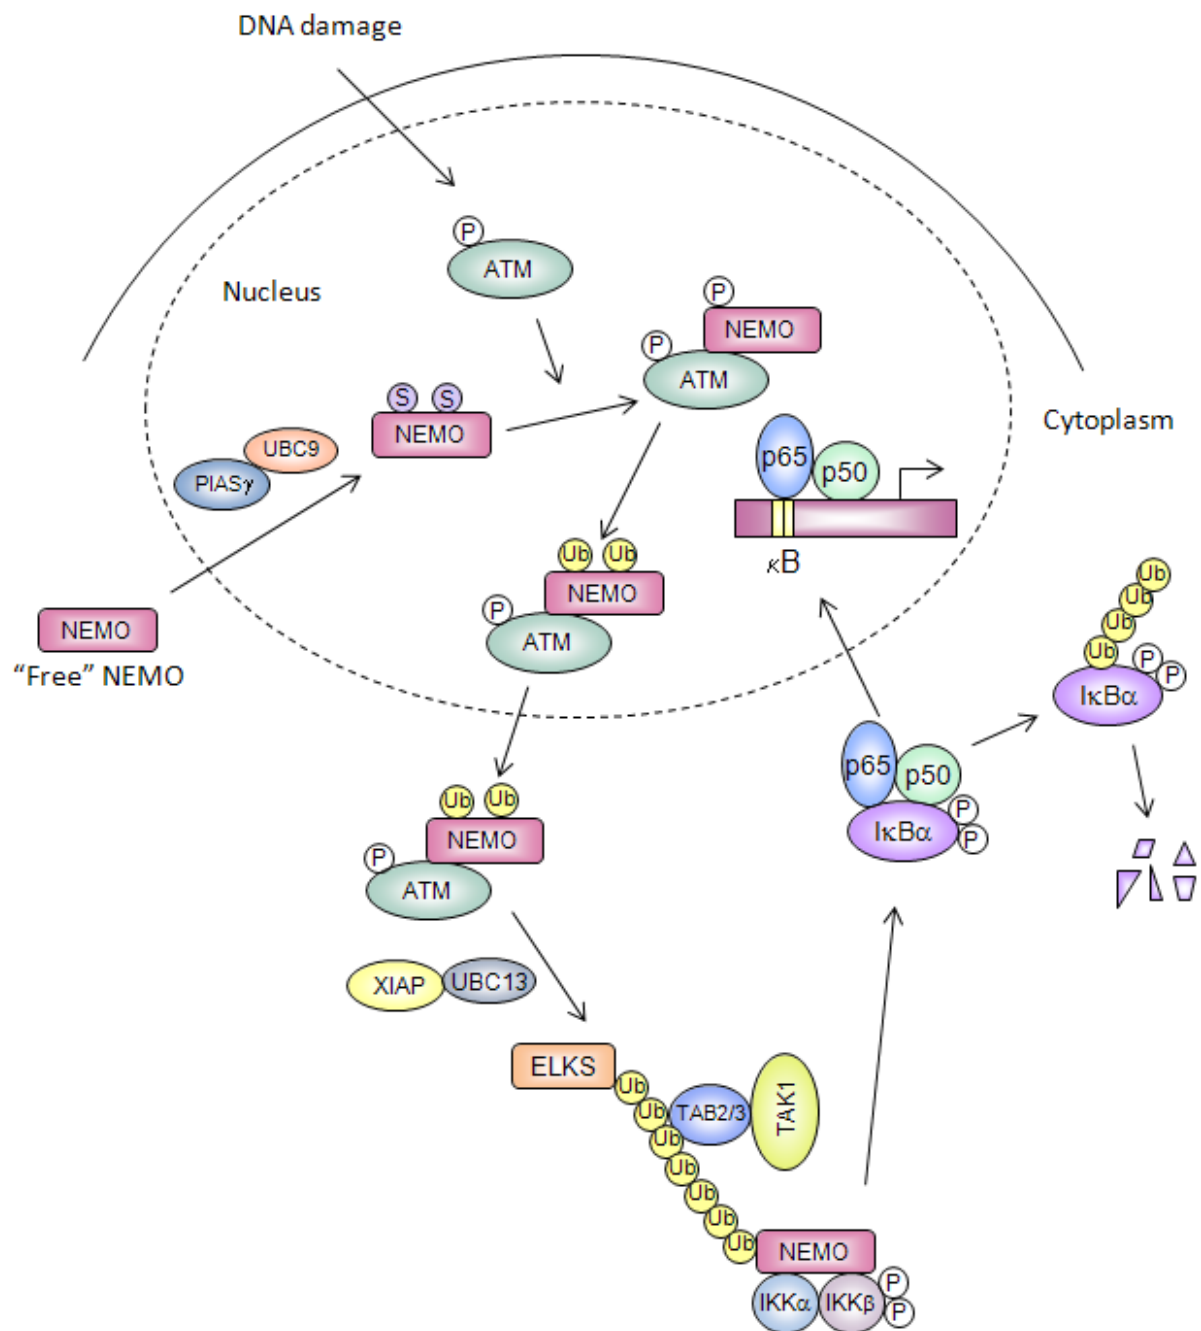 DNA damage
P
ATM
Nucleus
P
NEMO
P
ATM
S S
NEMO
Cytoplasm
UBC9
PIASγ
p65 p50
κB
Ub Ub
NEMO
P
ATM
NEMO
"Free" NEMO
Ub
Ub
Ub
Ub
P
P
IκBα
p65 p50
P
P
IκBα
Ub Ub
NEMO
P
ATM
XIAP UBC13
ELKS
Ub
Ub
Ub
Ub
Ub
Ub
Ub
TAB2/3
TAK1
NEMO
IKKα IKKβ
P
P